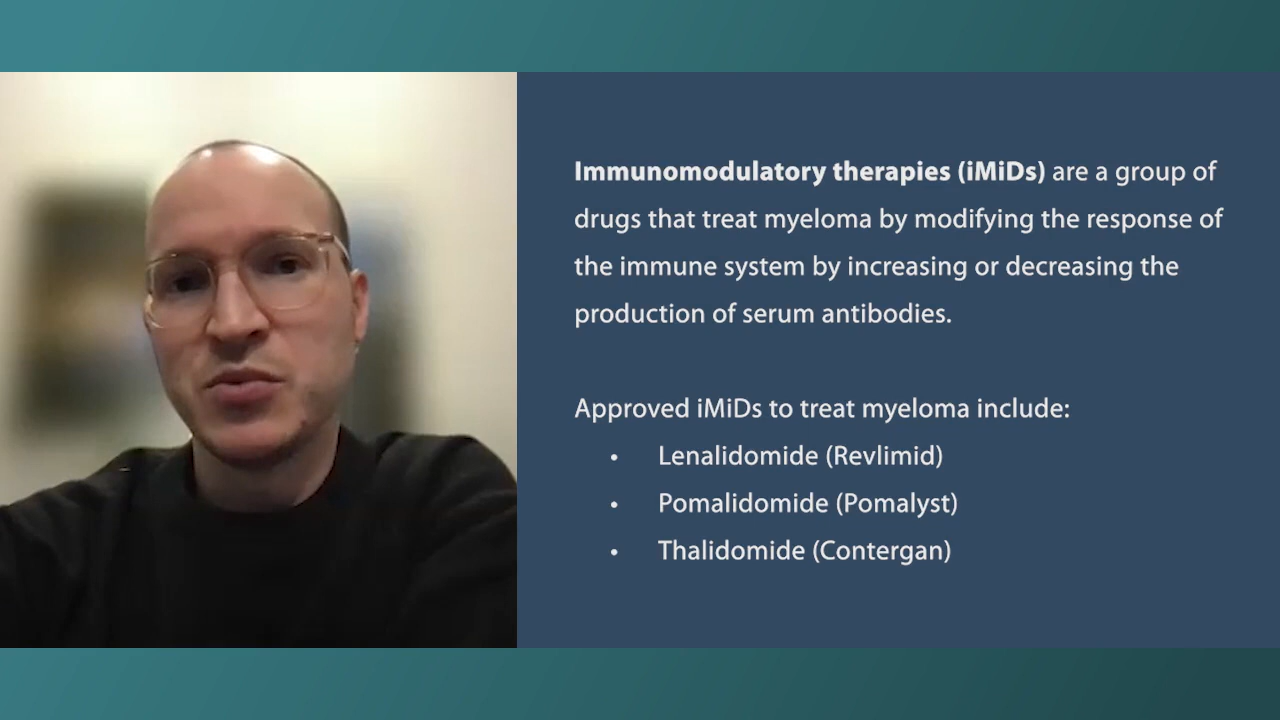 Immunomodulatory therapies (iMiDs) are a group of
drugs that treat myeloma by modifying the response of
the immune system by increasing or decreasing the
production of serum antibodies.
Approved iMiDs to treat myeloma include:
• Lenalidomide (Revlimid)
• Pomalidomide (Pomalyst)
• Thalidomide (Contergan)